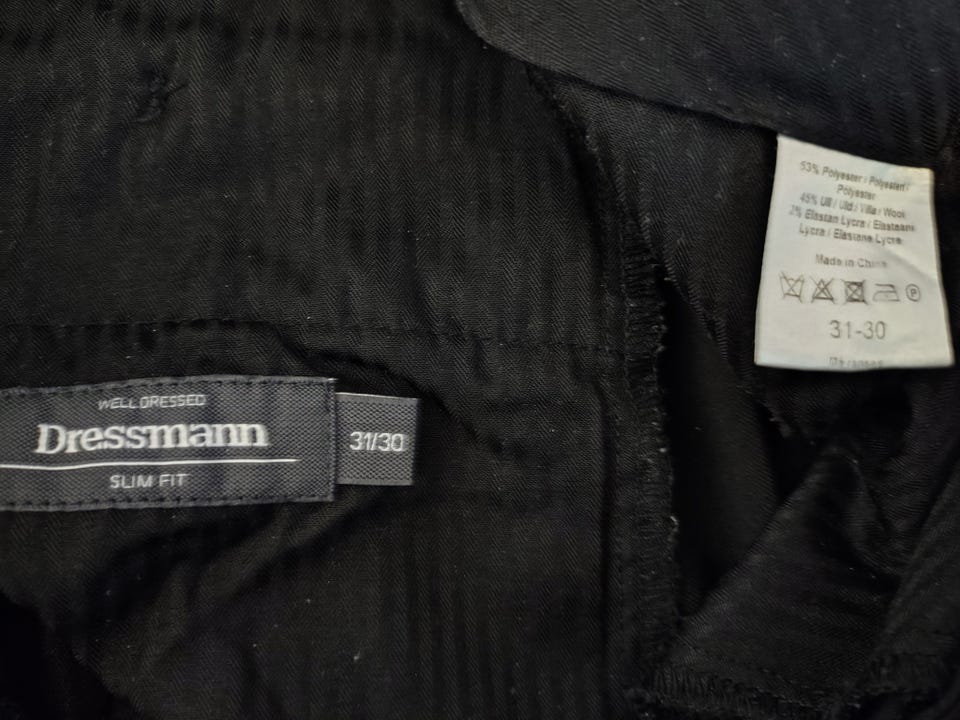 WELL DRESSED
Dressmann
SLIM FIT
31/30
53% Polyester / Polyesteri /
Polyester
45% Ull / Uld / Villa / Wool
2% Elastan Lycra / Elastaani
Lycra / Elastane Lycra
Made in China
P
31-30